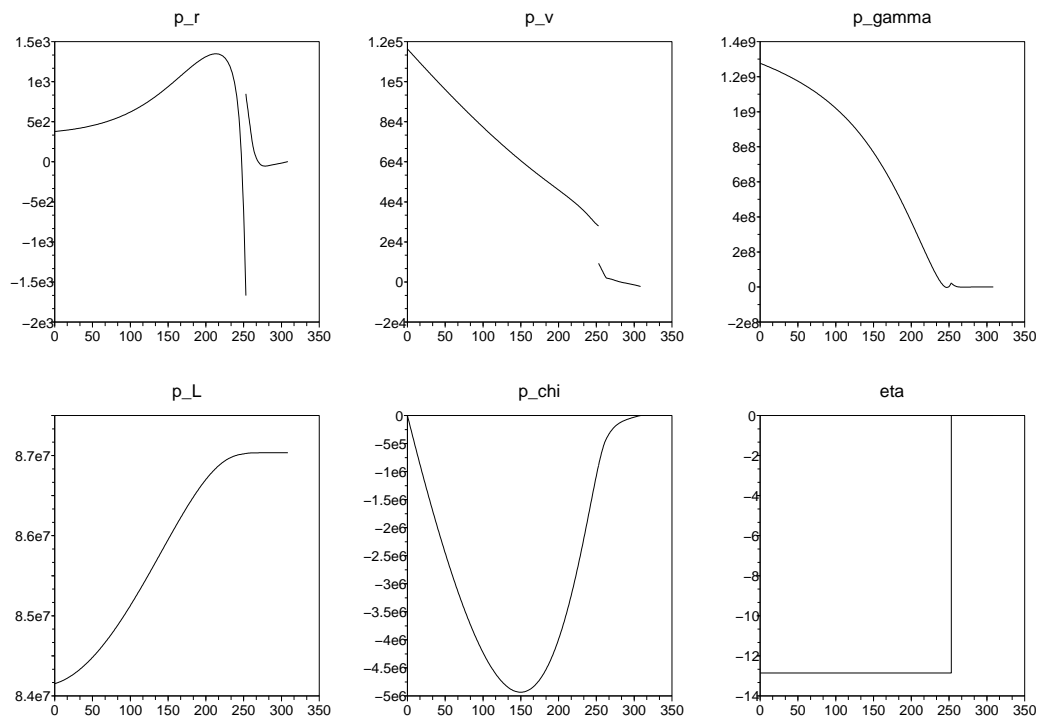 p_r p_v p_gamma
1.5e3 1.2e5 1.4e9
1e3 1e5 1.2e9
5e2 8e4 1e9
0 6e4 8e8
−5e2 4e4 6e8
−1e3 2e4 4e8
−1.5e3 0 2e8
−2e3 −2e4 0
−2e8
0 50 100 150 200 250 300 350 0 50 100 150 200 250 300 350 0 50 100 150 200 250 300 350
p_L p_chi eta
8.7e7 0 0
8.6e7 −5e5 −2
8.5e7 −1e6 −4
8.4e7 −1.5e6 −6
−2e6 −8
−2.5e6 −10
−3e6 −12
−3.5e6 −14
−4e6
−4.5e6
−5e6
0 50 100 150 200 250 300 350 0 50 100 150 200 250 300 350 0 50 100 150 200 250 300 350